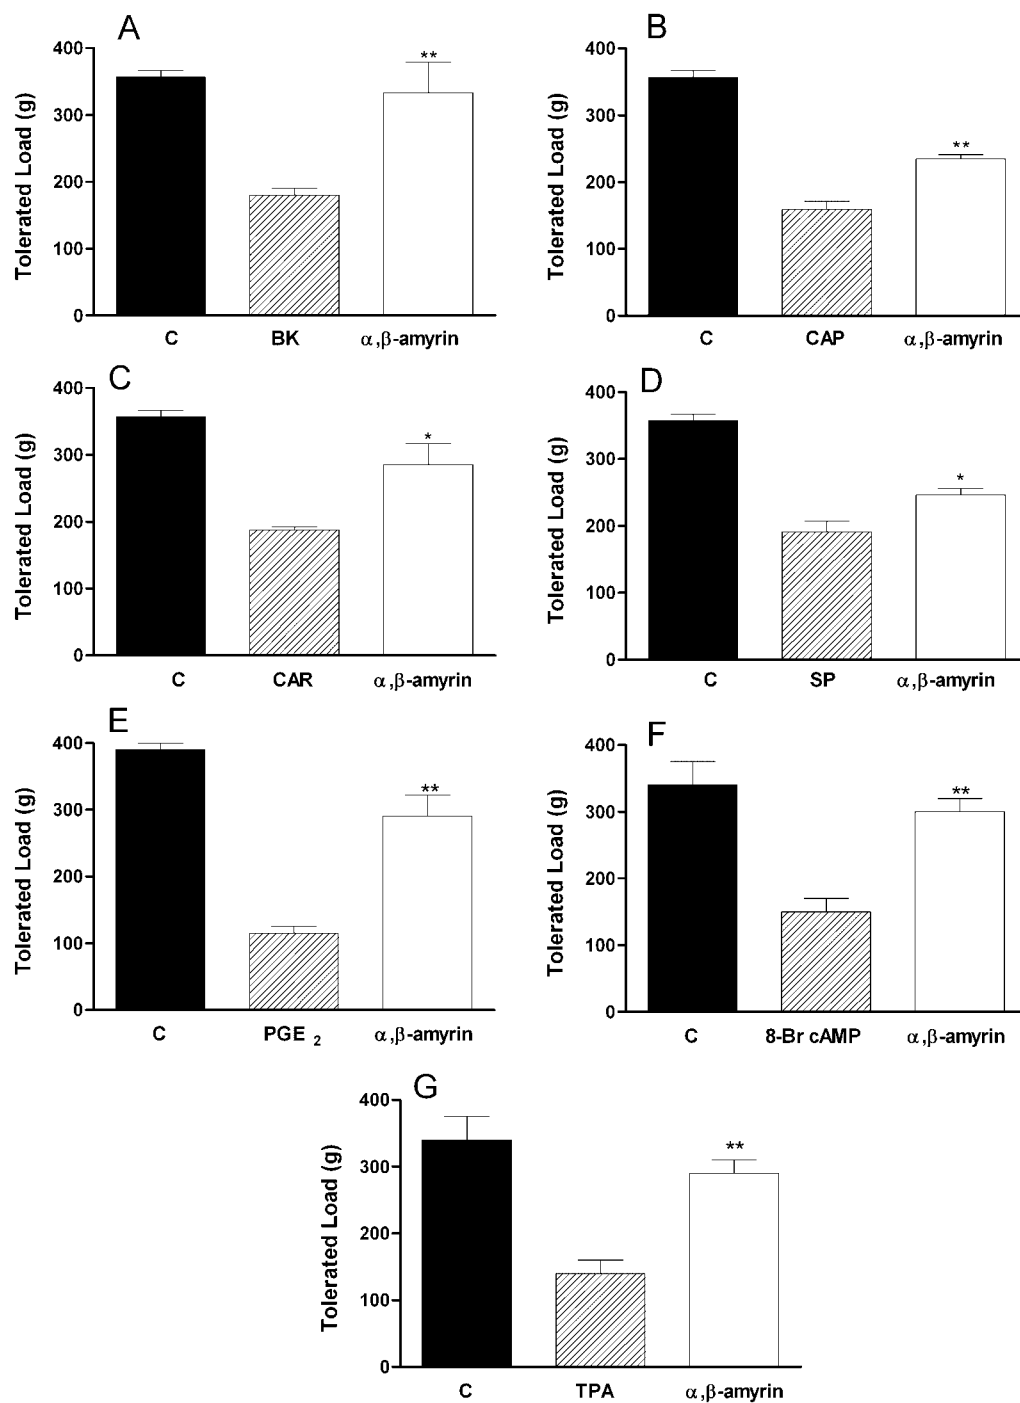 A
Tolerated Load (g)
400
300
200
100
0
**
C BK α,β-amyrin
B
Tolerated Load (g)
400
300
200
100
0
**
C CAP α,β-amyrin
C
Tolerated Load (g)
400
300
200
100
0
*
C CAR α,β-amyrin
D
Tolerated Load (g)
400
300
200
100
0
*
C SP α,β-amyrin
E
Tolerated Load (g)
400
300
200
100
0
**
C PGE 2 α,β-amyrin
F
Tolerated Load (g)
400
300
200
100
0
**
C 8-Br cAMP α,β-amyrin
G
Tolerated Load (g)
400
300
200
100
0
**
C TPA α,β-amyrin